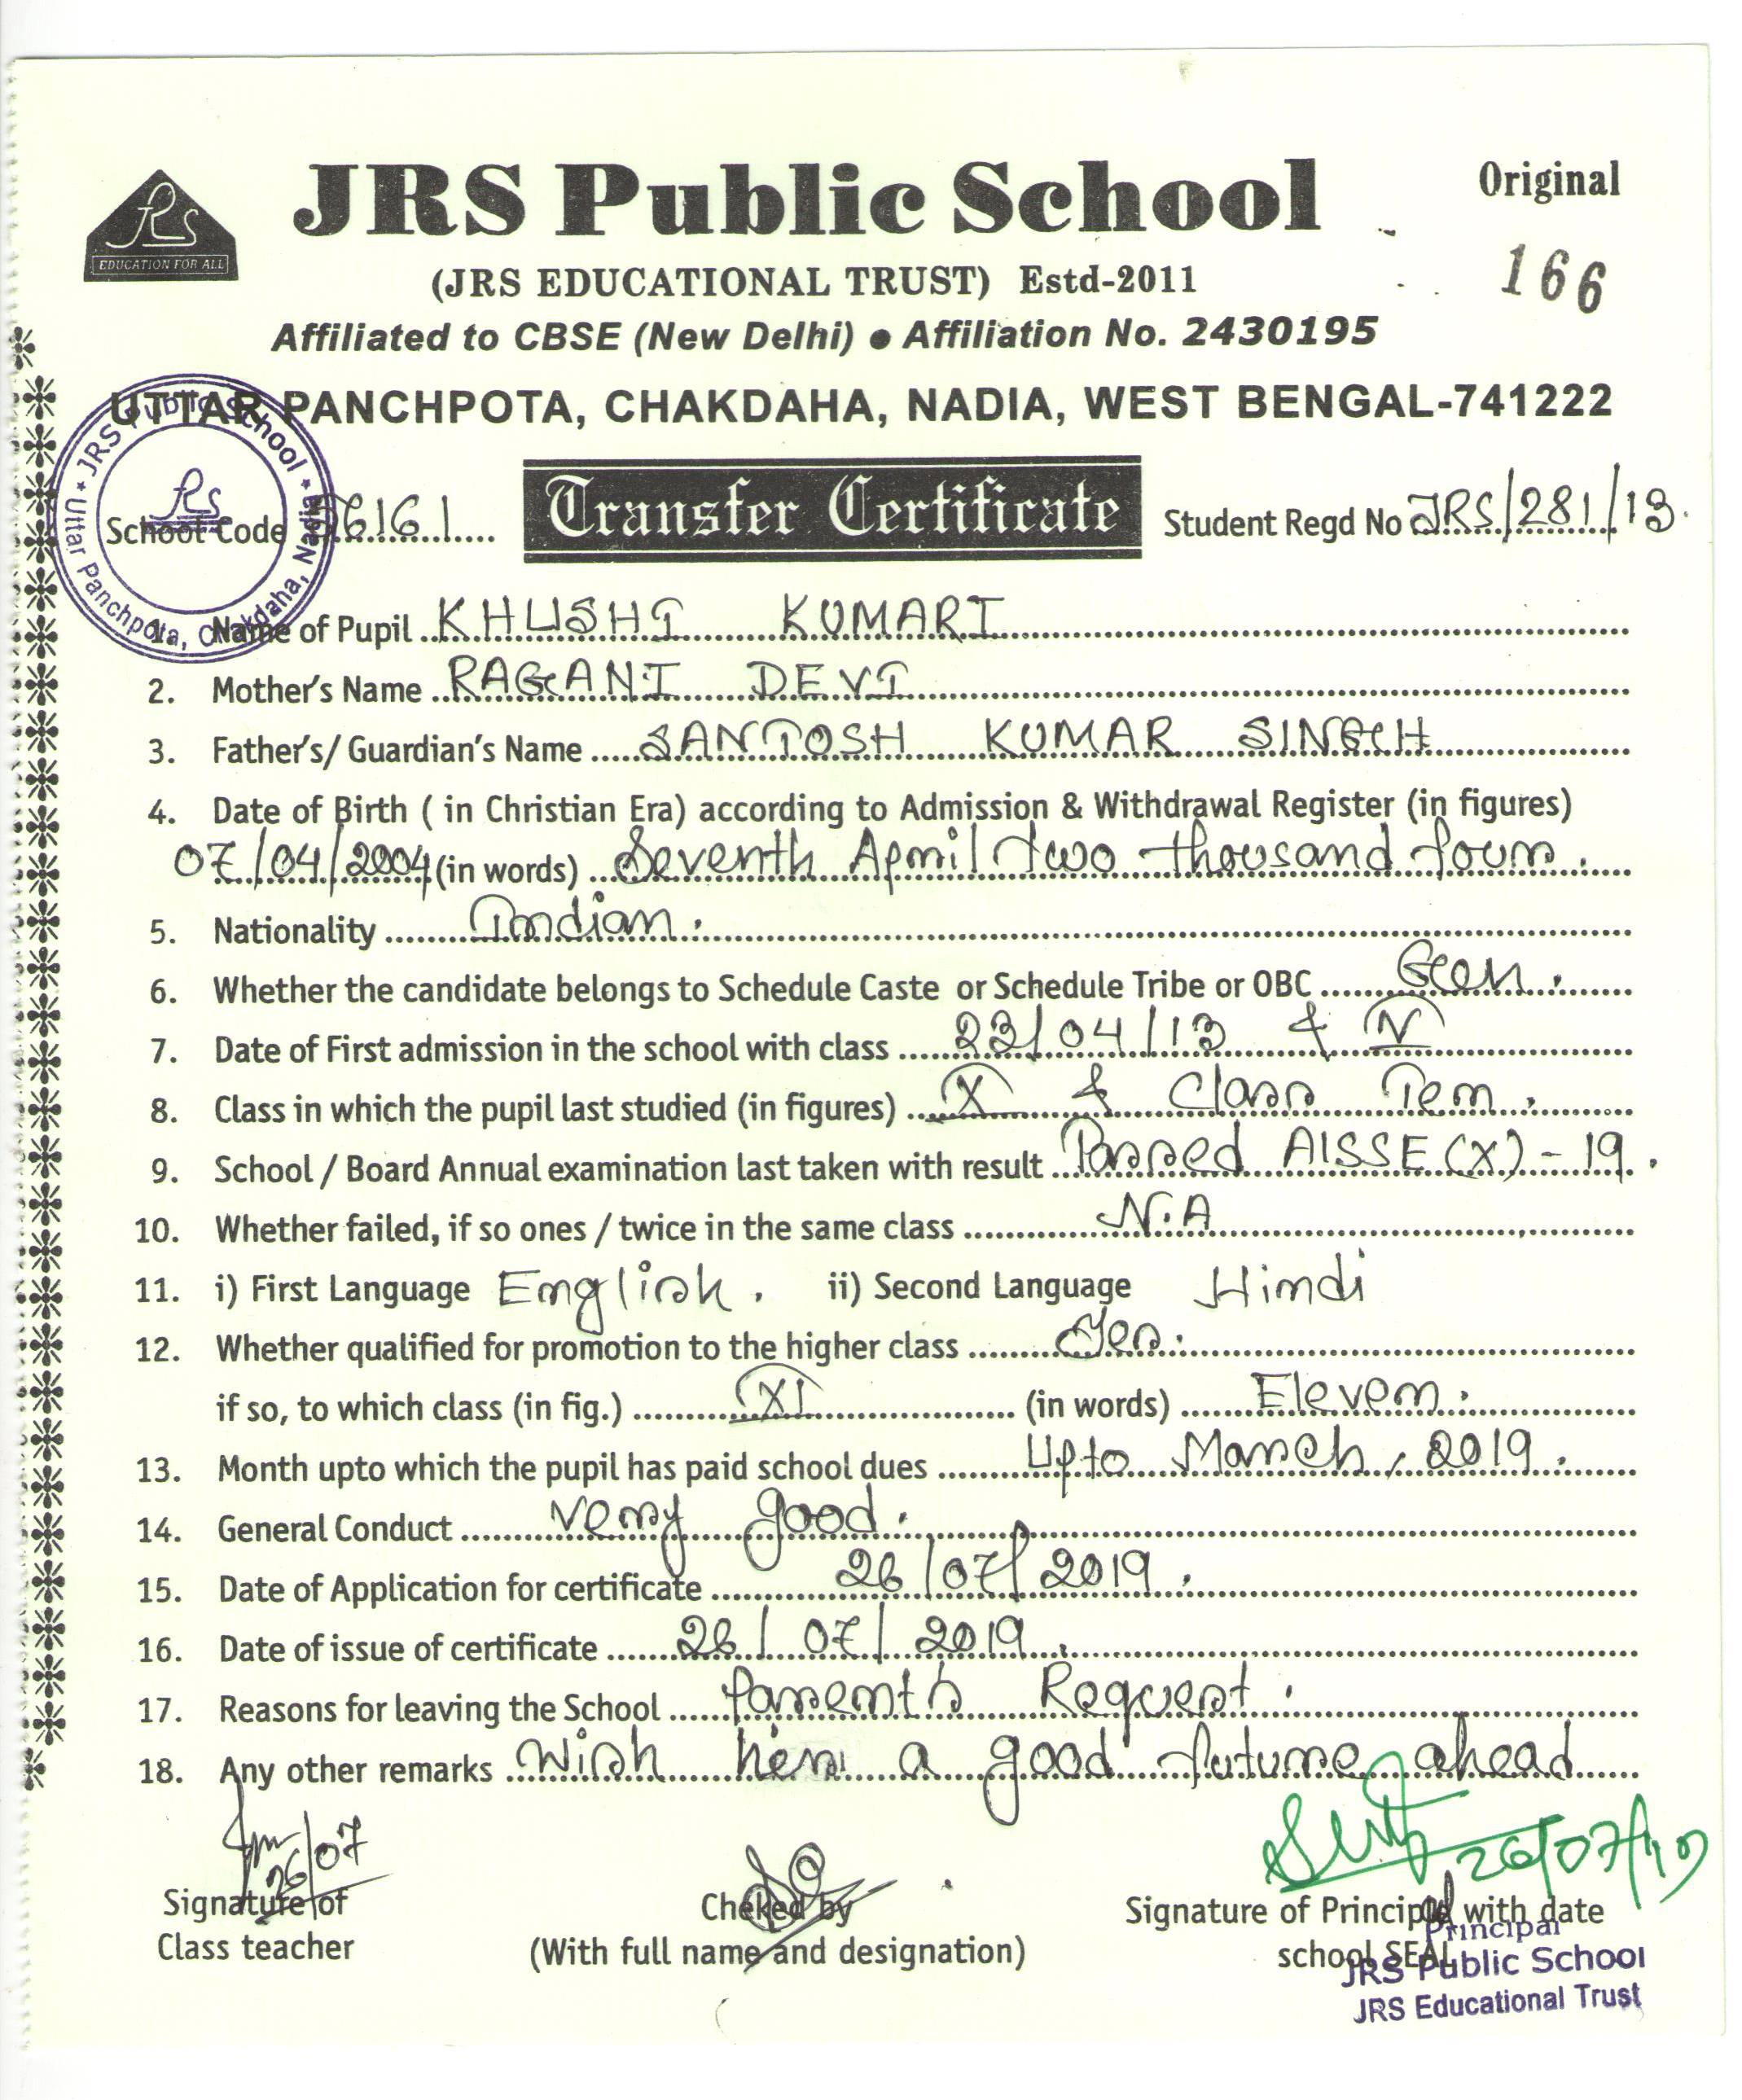 JRS Public School
Original
JRS
EDUCATION FOR ALL
(JRS EDUCATIONAL TRUST) Estd-2011
166
Affiliated to CBSE (New Delhi) ● Affiliation No. 2430195
UTTAR PANCHPOTA, CHAKDAHA, NADIA, WEST BENGAL-741222
* JRS Public School * Uttar Panchpota, Chakdaha, Nadia
JRS
School Code 56161
Transfer Certificate
Student Regd No JRS/281/13.
1. Name of Pupil KHUSHI KUMARI
2. Mother's Name RAGANI DEVI
3. Father's/ Guardian's Name SANTOSH KUMAR SINGH
4. Date of Birth ( in Christian Era) according to Admission & Withdrawal Register (in figures)
07/04/2004 (in words) Seventh April two thousand four.
5. Nationality Indian.
6. Whether the candidate belongs to Schedule Caste or Schedule Tribe or OBC Gen.
7. Date of First admission in the school with class 23/04/13 & V
8. Class in which the pupil last studied (in figures) X & Class Ten.
9. School / Board Annual examination last taken with result Passed AISSE(X)-19.
10. Whether failed, if so ones / twice in the same class N.A
11. i) First Language English. ii) Second Language Hindi
12. Whether qualified for promotion to the higher class Yes.
if so, to which class (in fig.) XI (in words) Eleven.
13. Month upto which the pupil has paid school dues Upto March, 2019.
14. General Conduct very good.
15. Date of Application for certificate 26/07/2019.
16. Date of issue of certificate 26/07/2019.
17. Reasons for leaving the School Parent's Request.
18. Any other remarks Wish her a good future ahead
26/07
26/07/19
Signature of
Class teacher
Cheked by
(With full name and designation)
Signature of Principal with date
school SEAL
Principal
JRS Public School
JRS Educational Trust